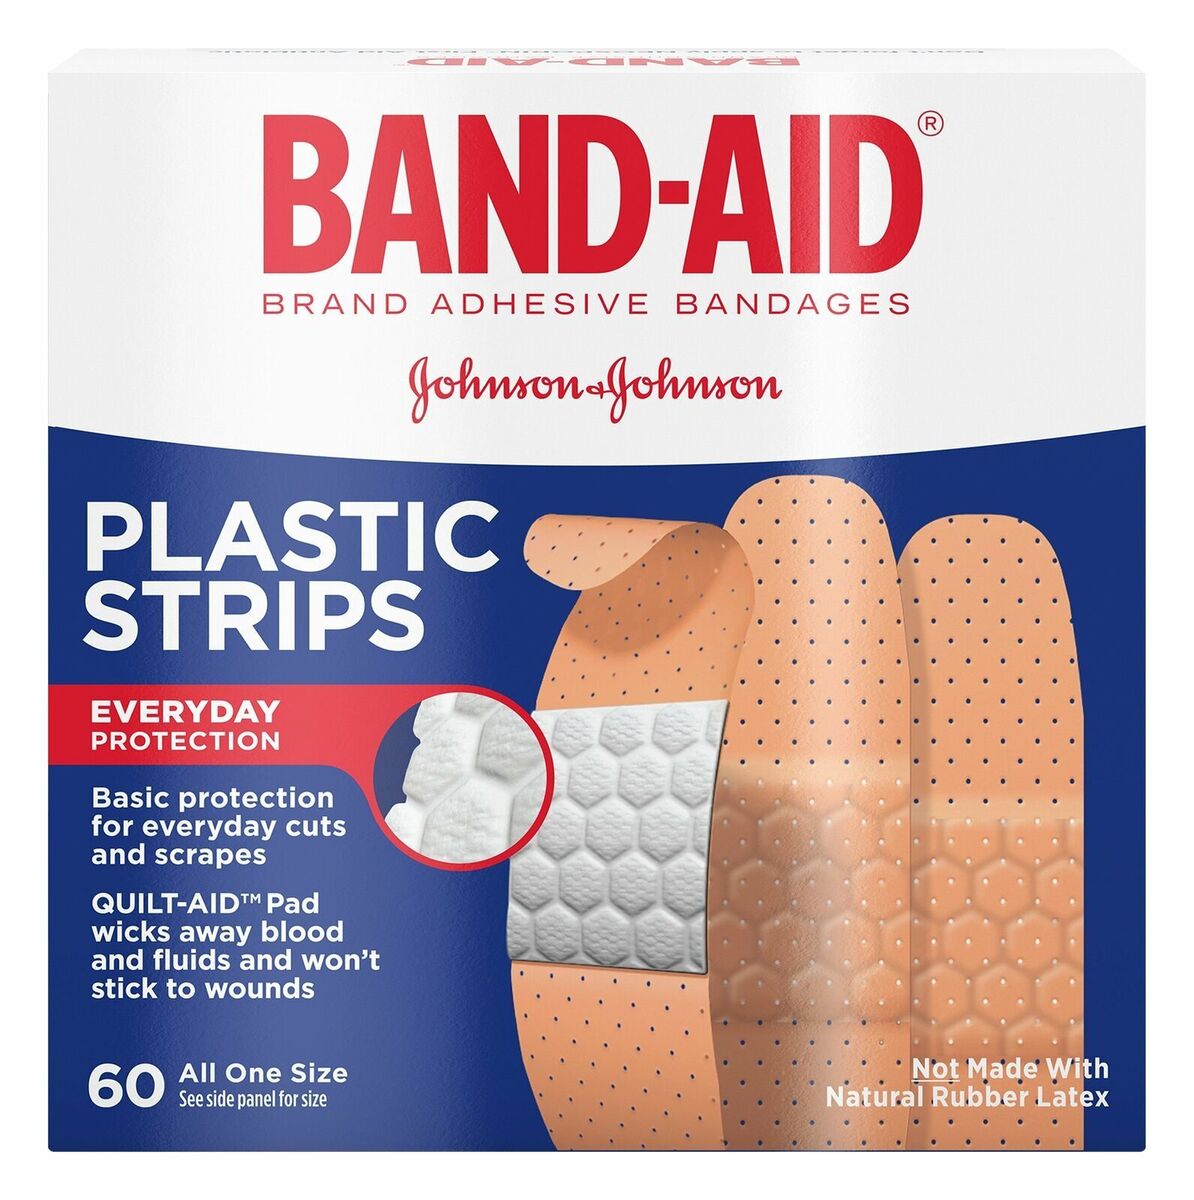 BAND-AID
BAND-AID®
BRAND ADHESIVE BANDAGES
Johnson & Johnson
PLASTIC
STRIPS
EVERYDAY
PROTECTION
Basic protection
for everyday cuts
and scrapes
QUILT-AID™ Pad
wicks away blood
and fluids and won't
stick to wounds
60 All One Size
See side panel for size
Not Made With
Natural Rubber Latex